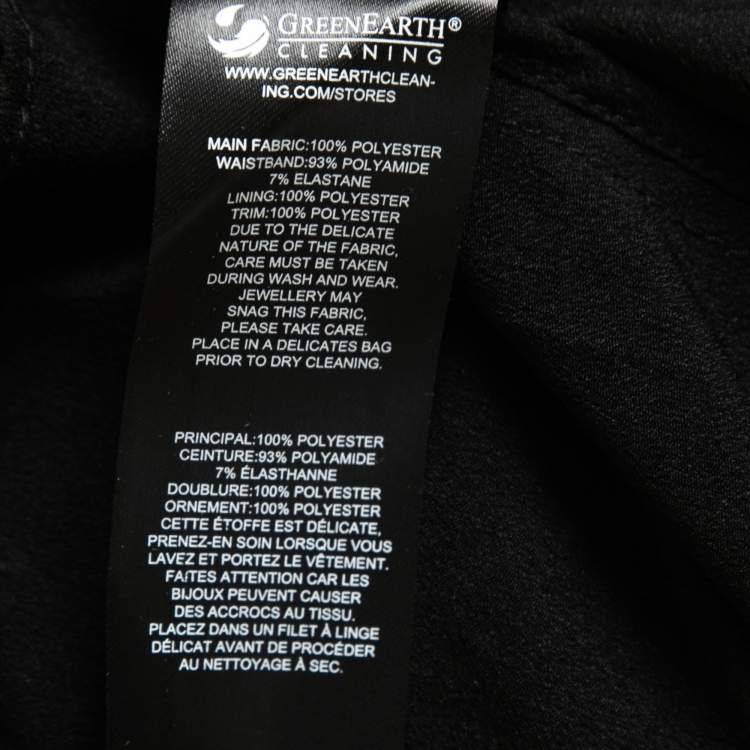 GREENEARTH®
CLEANING
WWW.GREENEARTHCLEAN-
ING.COM/STORES
MAIN FABRIC:100% POLYESTER
WAISTBAND:93% POLYAMIDE
7% ELASTANE
LINING:100% POLYESTER
TRIM:100% POLYESTER
DUE TO THE DELICATE
NATURE OF THE FABRIC,
CARE MUST BE TAKEN
DURING WASH AND WEAR.
JEWELLERY MAY
SNAG THIS FABRIC,
PLEASE TAKE CARE.
PLACE IN A DELICATES BAG
PRIOR TO DRY CLEANING.
PRINCIPAL:100% POLYESTER
CEINTURE:93% POLYAMIDE
7% ÉLASTHANNE
DOUBLURE:100% POLYESTER
ORNEMENT:100% POLYESTER
CETTE ÉTOFFE EST DÉLICATE,
PRENEZ-EN SOIN LORSQUE VOUS
LAVEZ ET PORTEZ LE VÊTEMENT.
FAITES ATTENTION CAR LES
BIJOUX PEUVENT CAUSER
DES ACCROCS AU TISSU.
PLACEZ DANS UN FILET À LINGE
DÉLICAT AVANT DE PROCÉDER
AU NETTOYAGE À SEC.